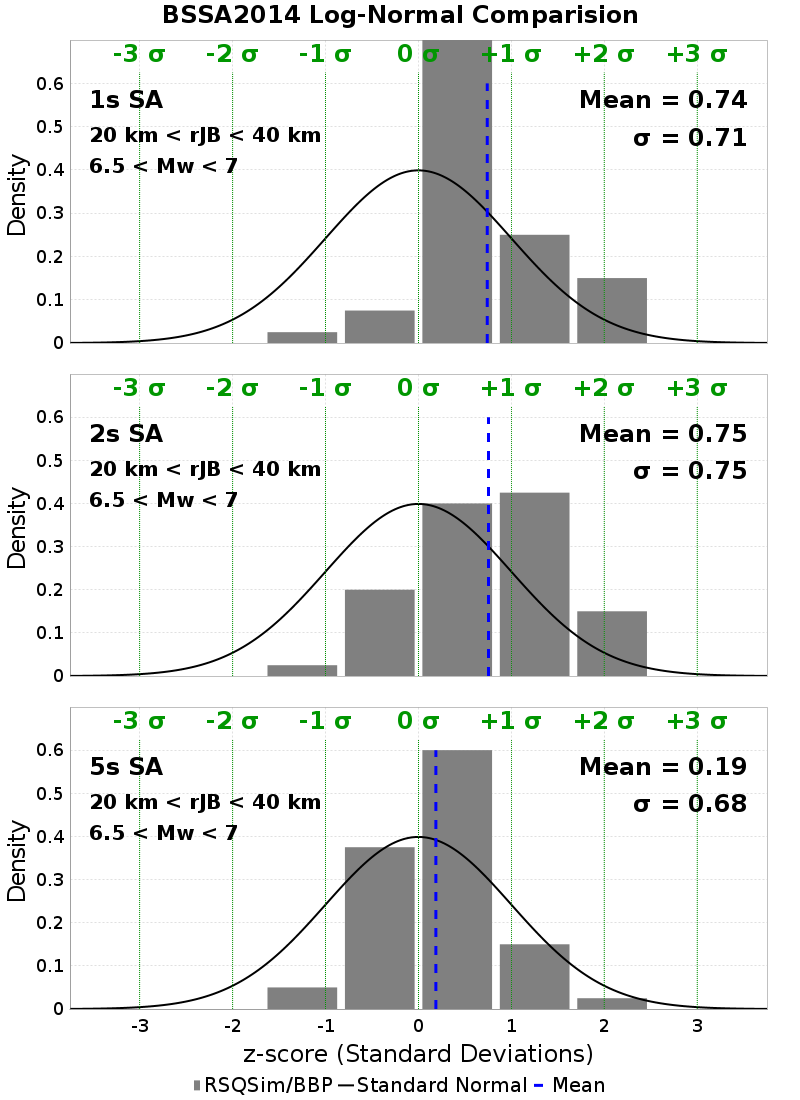 BSSA2014 Log-Normal Comparision
-3 σ -2 σ -1 σ 0 σ +1 σ +2 σ +3 σ
1s SA
20 km < rJB < 40 km
6.5 < Mw < 7
Mean = 0.74
σ = 0.71
Density
0.6
0.5
0.4
0.3
0.2
0.1
0
-3 σ -2 σ -1 σ 0 σ +1 σ +2 σ +3 σ
2s SA
20 km < rJB < 40 km
6.5 < Mw < 7
Mean = 0.75
σ = 0.75
Density
0.6
0.5
0.4
0.3
0.2
0.1
0
-3 σ -2 σ -1 σ 0 σ +1 σ +2 σ +3 σ
5s SA
20 km < rJB < 40 km
6.5 < Mw < 7
Mean = 0.19
σ = 0.68
Density
0.6
0.5
0.4
0.3
0.2
0.1
0
-3 -2 -1 0 1 2 3
z-score (Standard Deviations)
RSQSim/BBP Standard Normal Mean